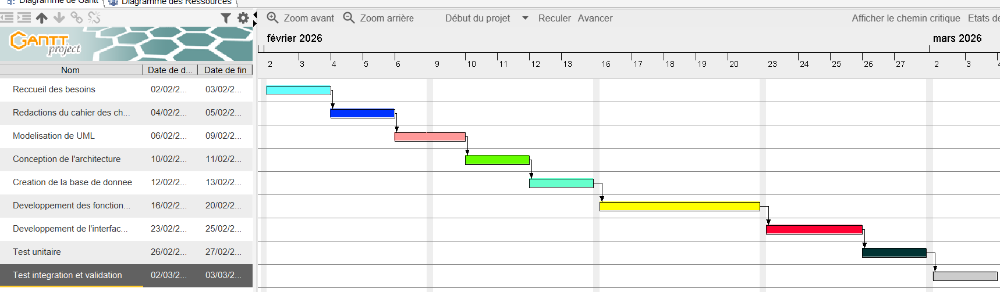 Diagramme de Gantt Diagramme des Ressources
Zoom avant Zoom arrière Début du projet Reculer Avancer Afficher le chemin critique Etats de
GANTT project
février 2026 mars 2026
2 4 5 6 9 10 11 12 13 16 17 18 19 20 23 24 25 26 27 2 3 4
Nom Date de d... Date de fin
Reccueil des besoins 02/02/2... 03/02/2...
Redactions du cahier des ch... 04/02/2... 05/02/2...
Modelisation de UML 06/02/2... 09/02/2...
Conception de l'architecture 10/02/2... 11/02/2...
Creation de la base de donnee 12/02/2... 13/02/2...
Developpement des fonction... 16/02/2... 20/02/2...
Developpement de l'interfac... 23/02/2... 25/02/2...
Test unitaire 26/02/2... 27/02/2...
Test integration et validation 02/03/2... 03/03/2...